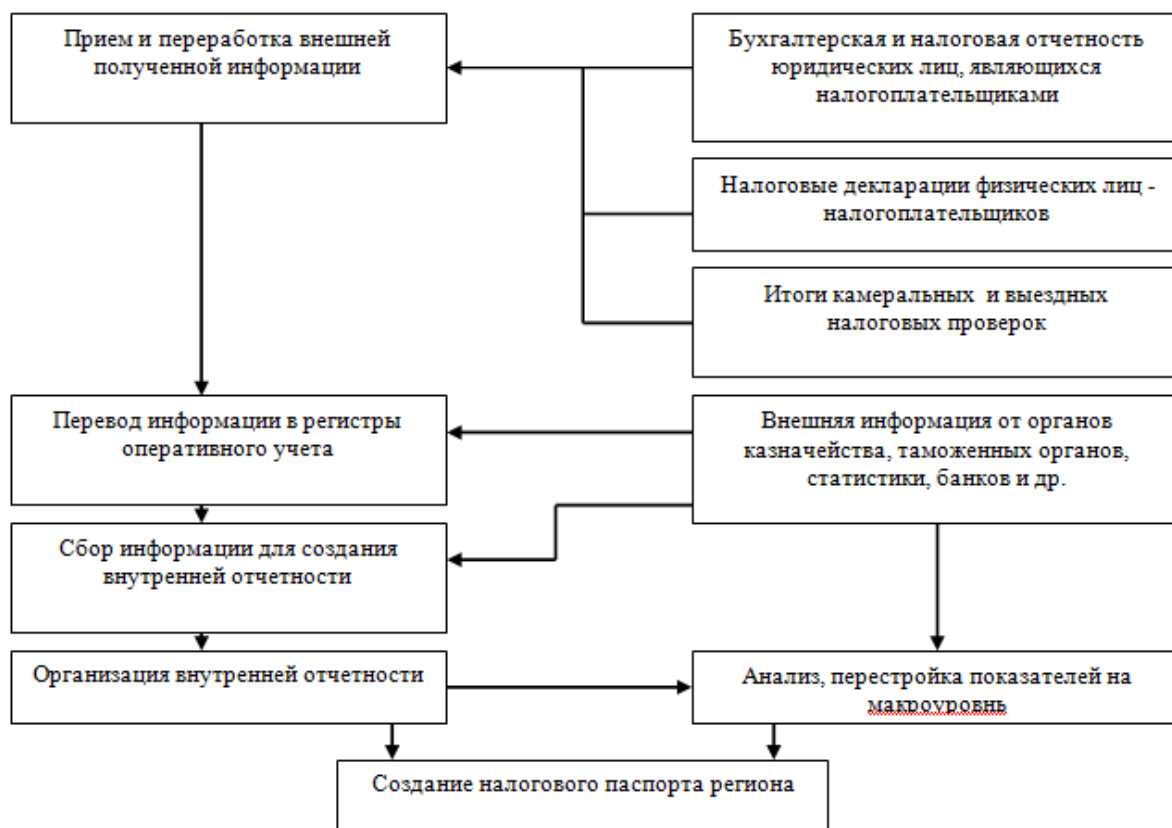 Прием и переработка внешней
полученной информации
Бухгалтерская и налоговая отчетность
юридических лиц, являющихся
налогоплательщиками
Налоговые декларации физических лиц -
налогоплательщиков
Итоги камеральных и выездных
налоговых проверок
Перевод информации в регистры
оперативного учета
Внешняя информация от органов
казначейства, таможенных органов,
статистики, банков и др.
Сбор информации для создания
внутренней отчетности
Организация внутренней отчетности
Анализ, перестройка показателей на
макроуровнь
Создание налогового паспорта региона